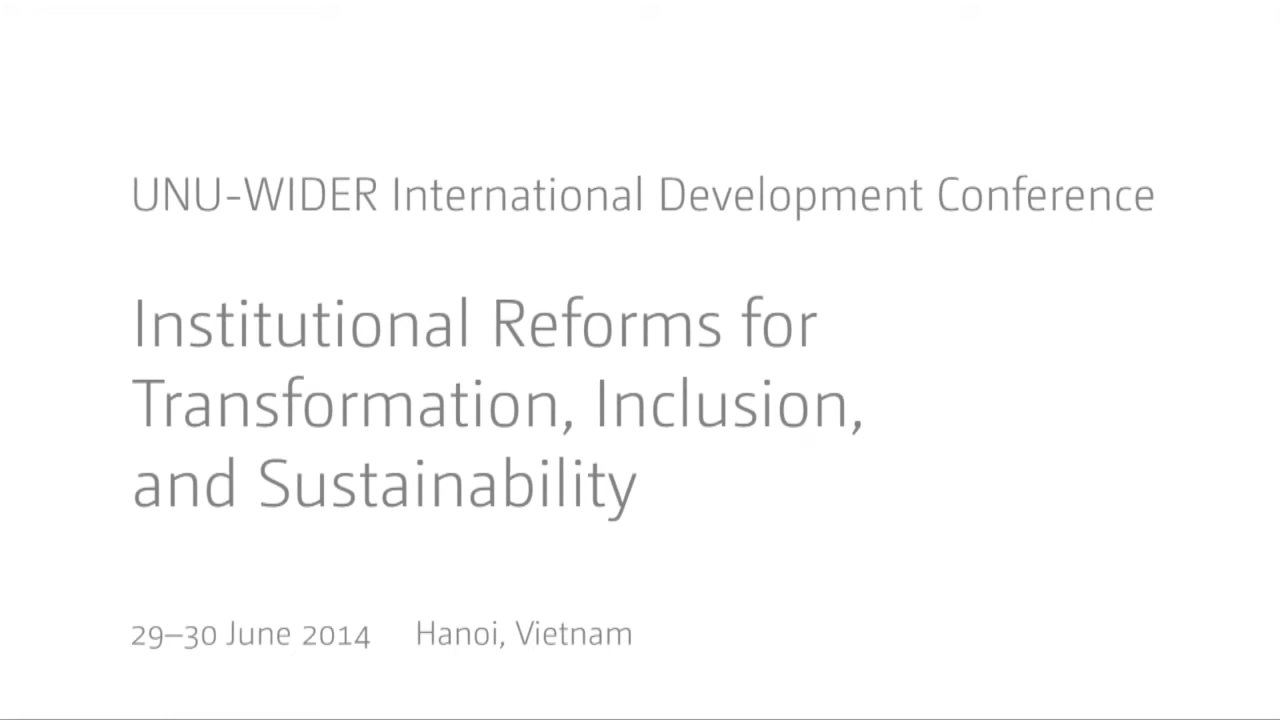 UNU-WIDER International Development Conference
Institutional Reforms for
Transformation, Inclusion,
and Sustainability
29–30 June 2014 Hanoi, Vietnam